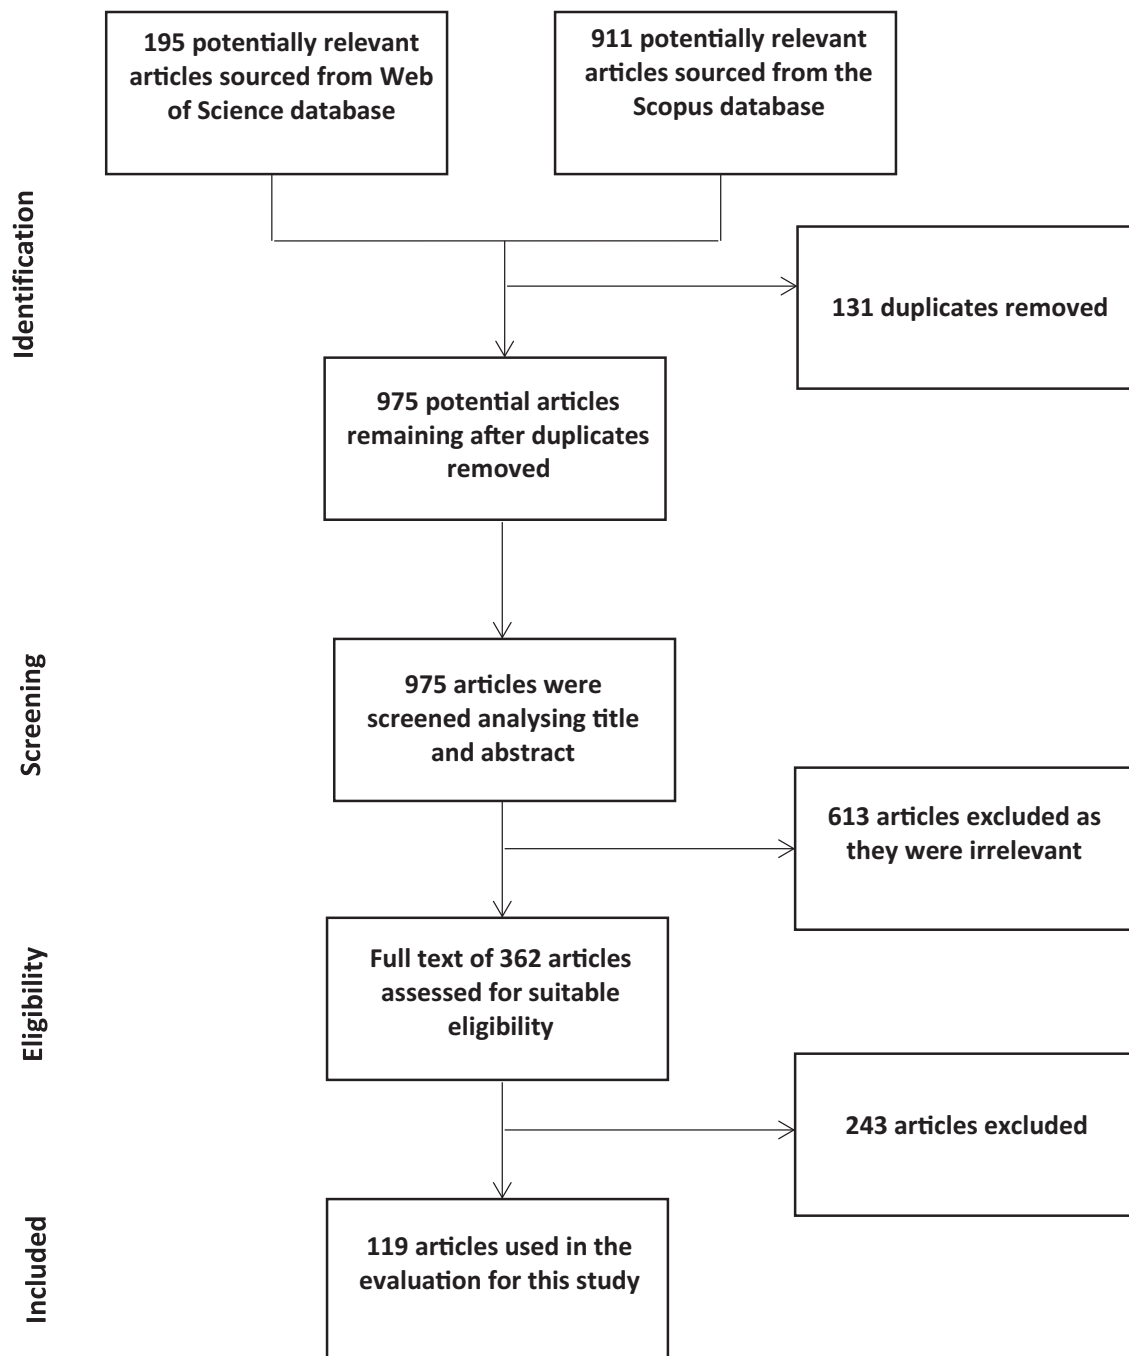 195 potentially relevant
articles sourced from Web
of Science database
911 potentially relevant
articles sourced from the
Scopus database
Identification
131 duplicates removed
975 potential articles
remaining after duplicates
removed
Screening
975 articles were
screened analysing title
and abstract
613 articles excluded as
they were irrelevant
Eligibility
Full text of 362 articles
assessed for suitable
eligibility
243 articles excluded
Included
119 articles used in the
evaluation for this study